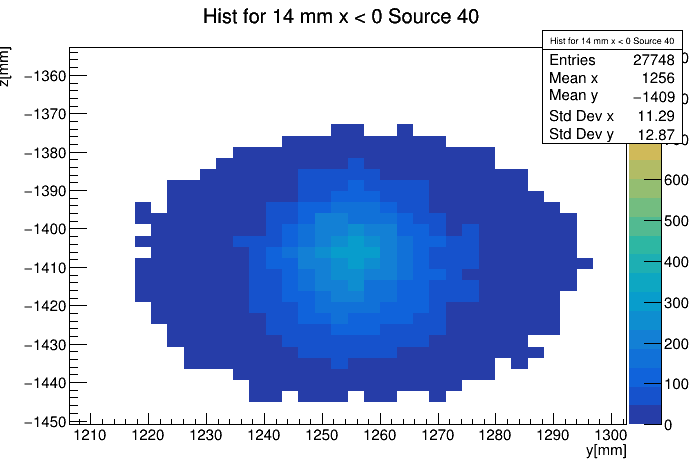 Hist for 14 mm x < 0 Source 40
z[mm]
Hist for 14 mm x < 0 Source 40
Entries 27748
Mean x 1256
Mean y −1409
Std Dev x 11.29
Std Dev y 12.87
−1360
−1370
−1380
−1390
−1400
−1410
−1420
−1430
−1440
−1450
600
500
400
300
200
100
0
1210 1220 1230 1240 1250 1260 1270 1280 1290 1300
y[mm]